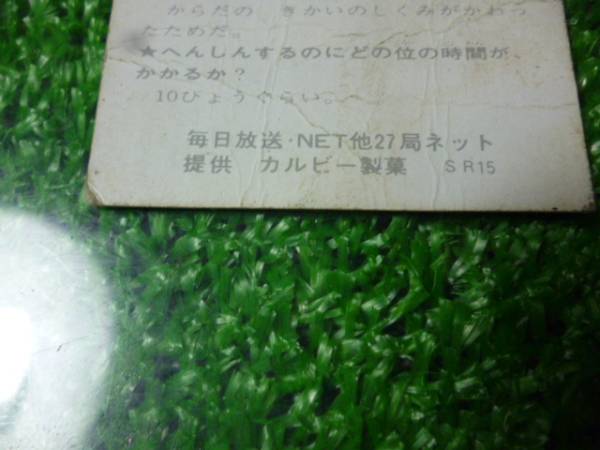 からだの きかいのしくみがかわっ
たためだ。
★へんしんするのにどの位の時間が、
かかるか？
10びょうぐらい。
毎日放送・NET他27局ネット
提供 カルビー製菓 SR15